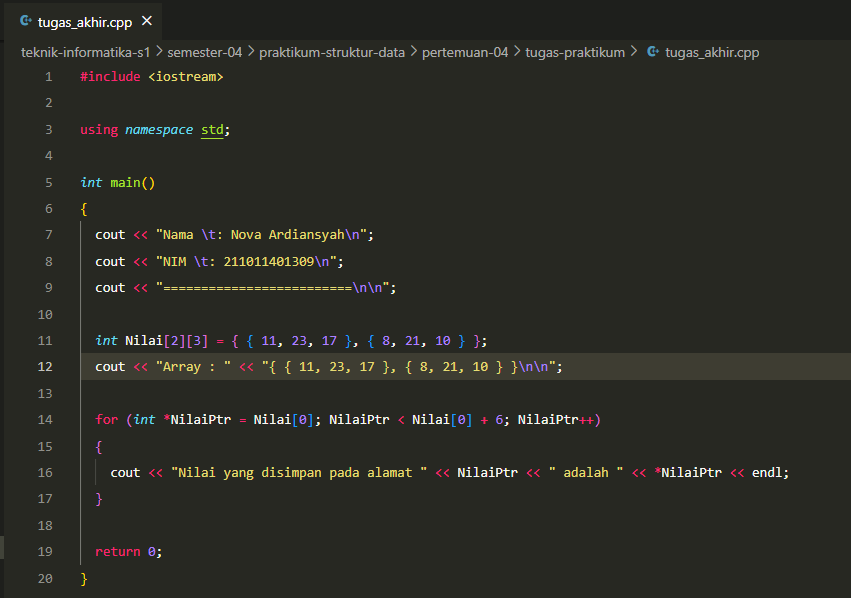 tugas_akhir.cpp
teknik-informatika-s1 > semester-04 > praktikum-struktur-data > pertemuan-04 > tugas-praktikum > tugas_akhir.cpp
1 #include <iostream>
2
3 using namespace std;
4
5 int main()
6 {
7   cout << "Nama \t: Nova Ardiansyah\n";
8   cout << "NIM \t: 211011401309\n";
9   cout << "=========================\n\n";
10
11   int Nilai[2][3] = { { 11, 23, 17 }, { 8, 21, 10 } };
12   cout << "Array : " << "{ { 11, 23, 17 }, { 8, 21, 10 } }\n\n";
13
14   for (int *NilaiPtr = Nilai[0]; NilaiPtr < Nilai[0] + 6; NilaiPtr++)
15   {
16     cout << "Nilai yang disimpan pada alamat " << NilaiPtr << " adalah " << *NilaiPtr << endl;
17   }
18
19   return 0;
20 }